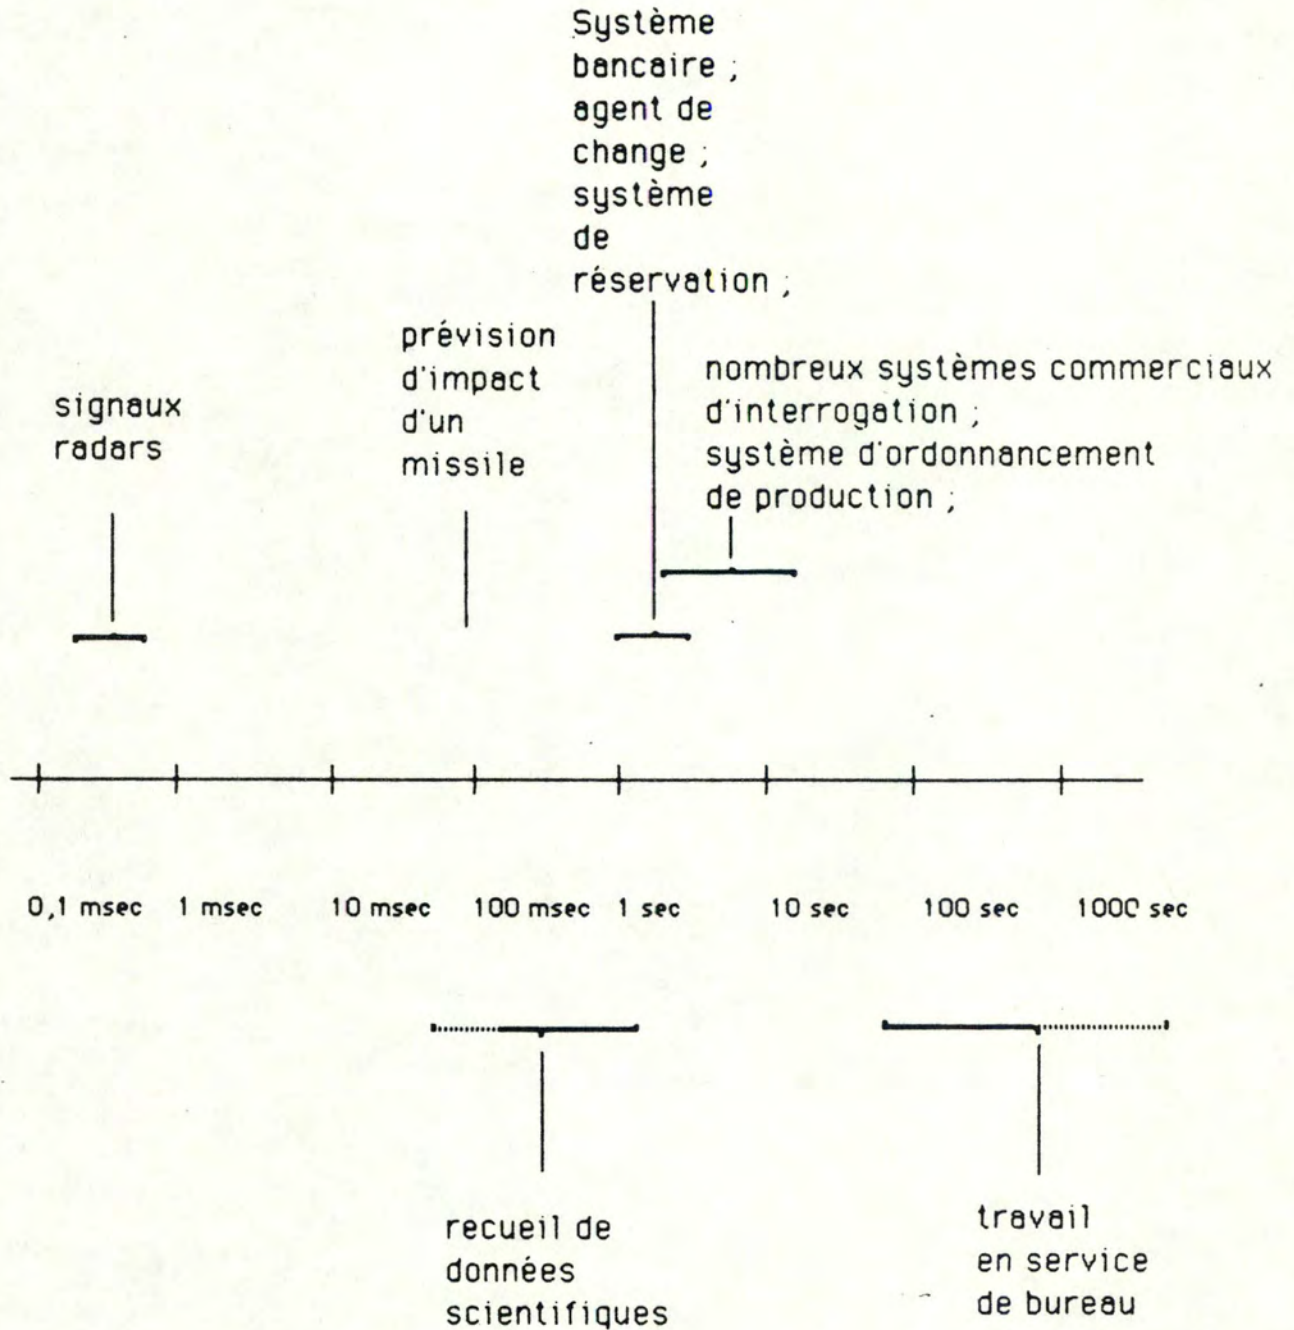 Système
bancaire ;
agent de
change ;
système
de
réservation ;
prévision
d'impact
d'un
missile
nombreux systèmes commerciaux
d'interrogation ;
système d'ordonnancement
de production ;
signaux
radars
0,1 msec 1 msec 10 msec 100 msec 1 sec 10 sec 100 sec 1000 sec
recueil de
données
scientifiques
travail
en service
de bureau